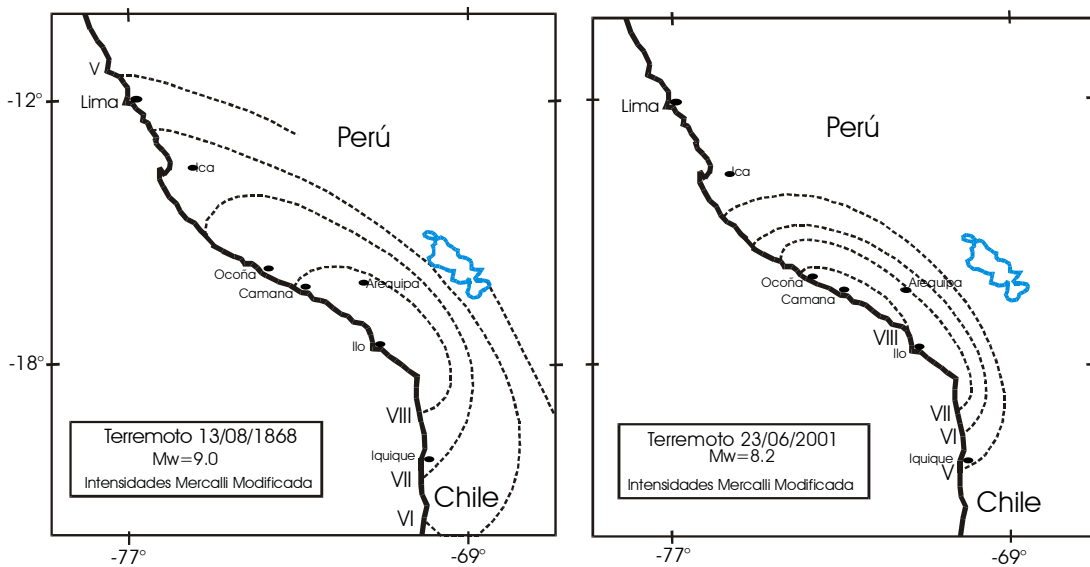 V
-12°
Lima
Perú
Ica
Ocoña
Camana
Arequipa
Ilo
-18°
VIII
Terremoto 13/08/1868
Mw=9.0
Intensidades Mercalli Modificada
Iquique
VII
VI
Chile
-77°
-69°
Lima
Perú
Ica
Ocoña
Camana
Arequipa
VIII
Ilo
VII
VI
Terremoto 23/06/2001
Mw=8.2
Intensidades Mercalli Modificada
Iquique
V
Chile
-77°
-69°